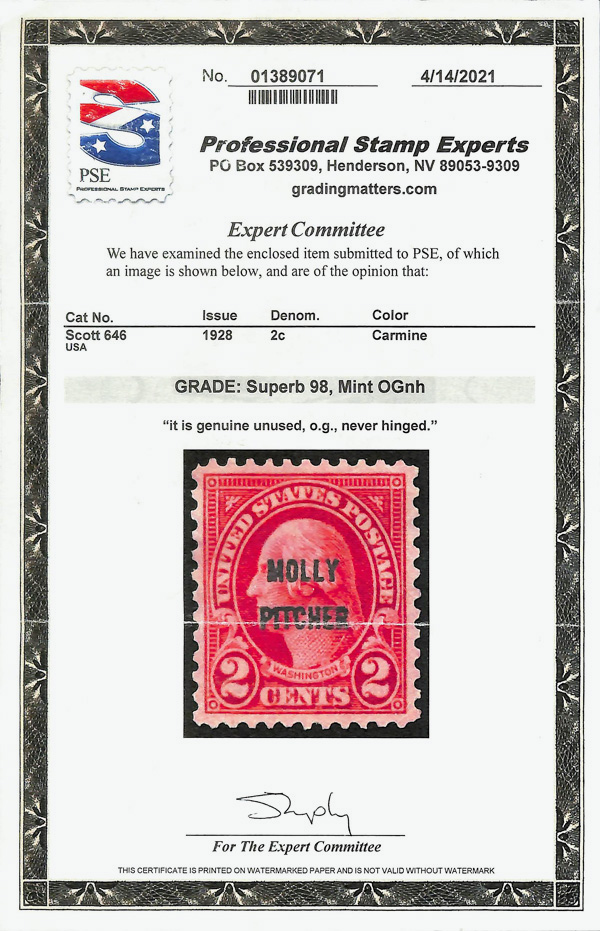 No. 01389071 4/14/2021
PSE
PROFESSIONAL STAMP EXPERTS
Professional Stamp Experts
PO Box 539309, Henderson, NV 89053-9309
gradingmatters.com
Expert Committee
We have examined the enclosed item submitted to PSE, of which
an image is shown below, and are of the opinion that:
Cat No. Issue Denom. Color
Scott 646 1928 2c Carmine
USA
GRADE: Superb 98, Mint OGnh
“it is genuine unused, o.g., never hinged.”
UNITED STATES POSTAGE
MOLLY
PITCHER
WASHINGTON
2 CENTS 2
For The Expert Committee
THIS CERTIFICATE IS PRINTED ON WATERMARKED PAPER AND IS NOT VALID WITHOUT WATERMARK